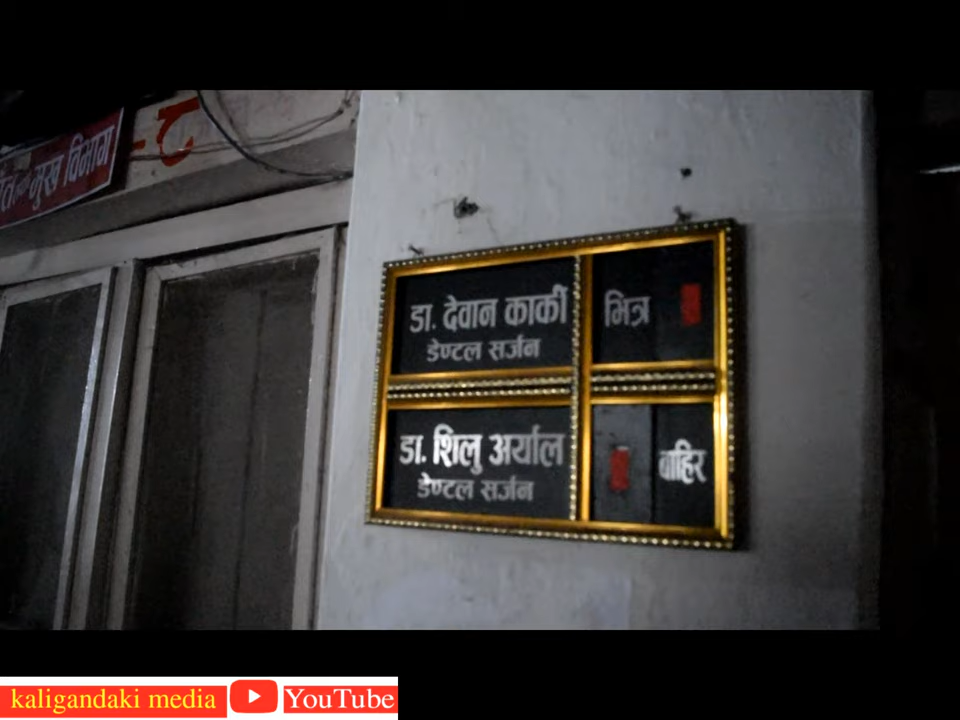 मुख विभाग
डा. देवान कार्की
डेण्टल सर्जन
भित्र
डा. शिलु अर्याल
डेण्टल सर्जन
बाहिर
kaligandaki media
YouTube